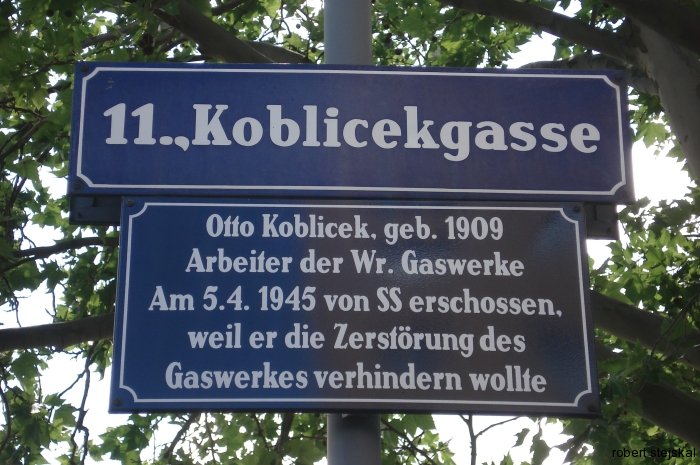 11., Koblicekgasse
Otto Koblicek, geb. 1909
Arbeiter der Wr. Gaswerke
Am 5.4. 1945 von SS erschossen,
weil er die Zerstörung des
Gaswerkes verhindern wollte
robert stejskal